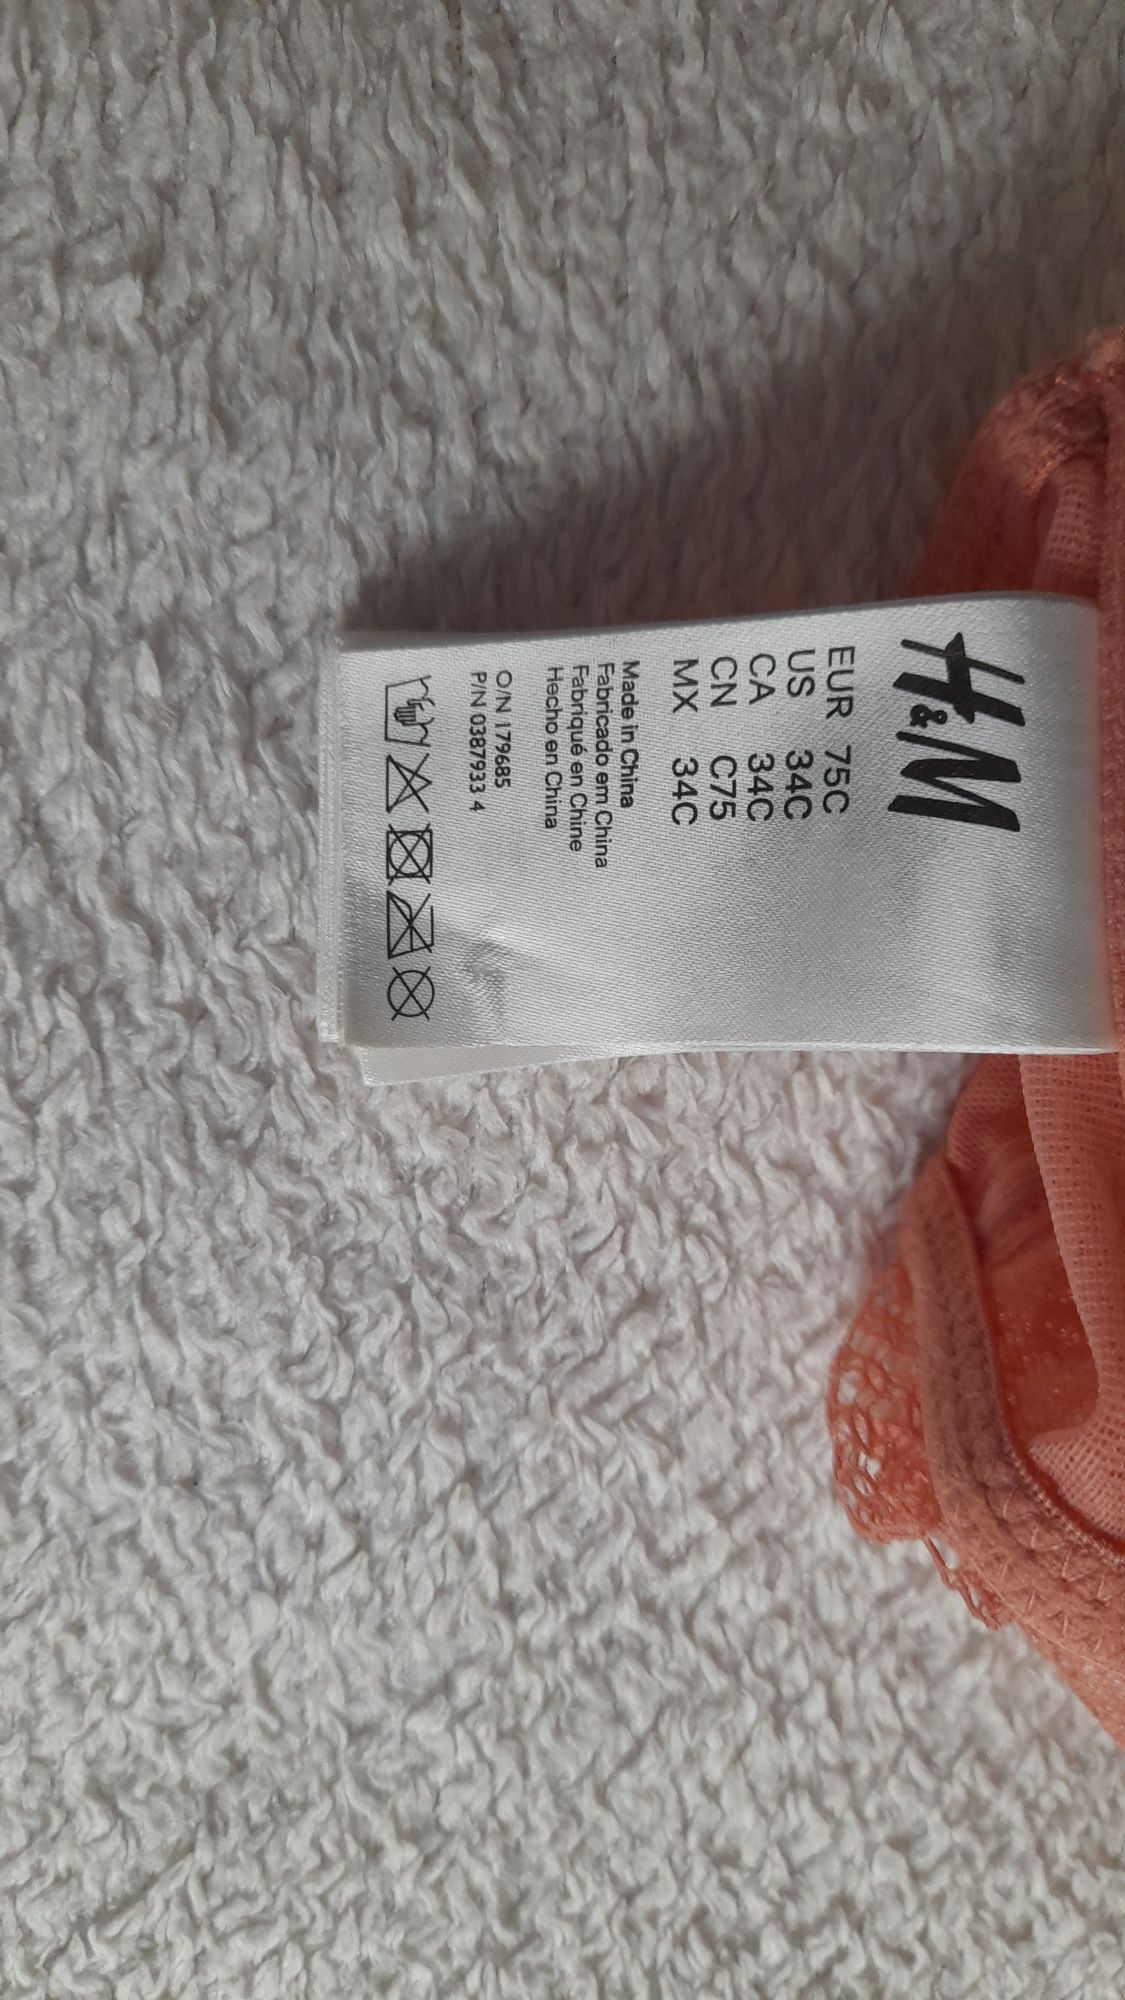 H&M
EUR 75C
US 34C
CA 34C
CN C75
MX 34C
Made in China
Fabricado em China
Fabriqué en Chine
Hecho en China
O/N 179685
P/N 0387933 4